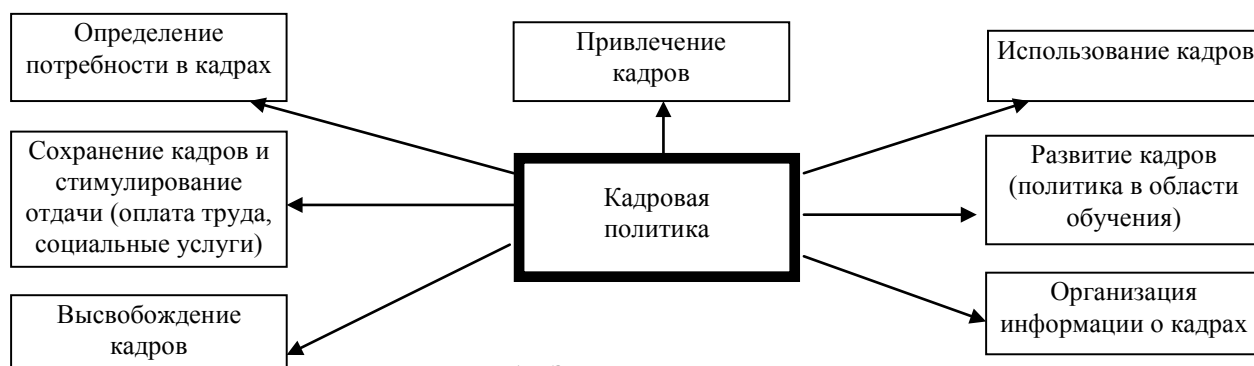 Определение
потребности в кадрах
Привлечение
кадров
Использование кадров
Сохранение кадров и
стимулирование
отдачи (оплата труда,
социальные услуги)
Кадровая
политика
Развитие кадров
(политика в области
обучения)
Высвобождение
кадров
Организация
информации о кадрах